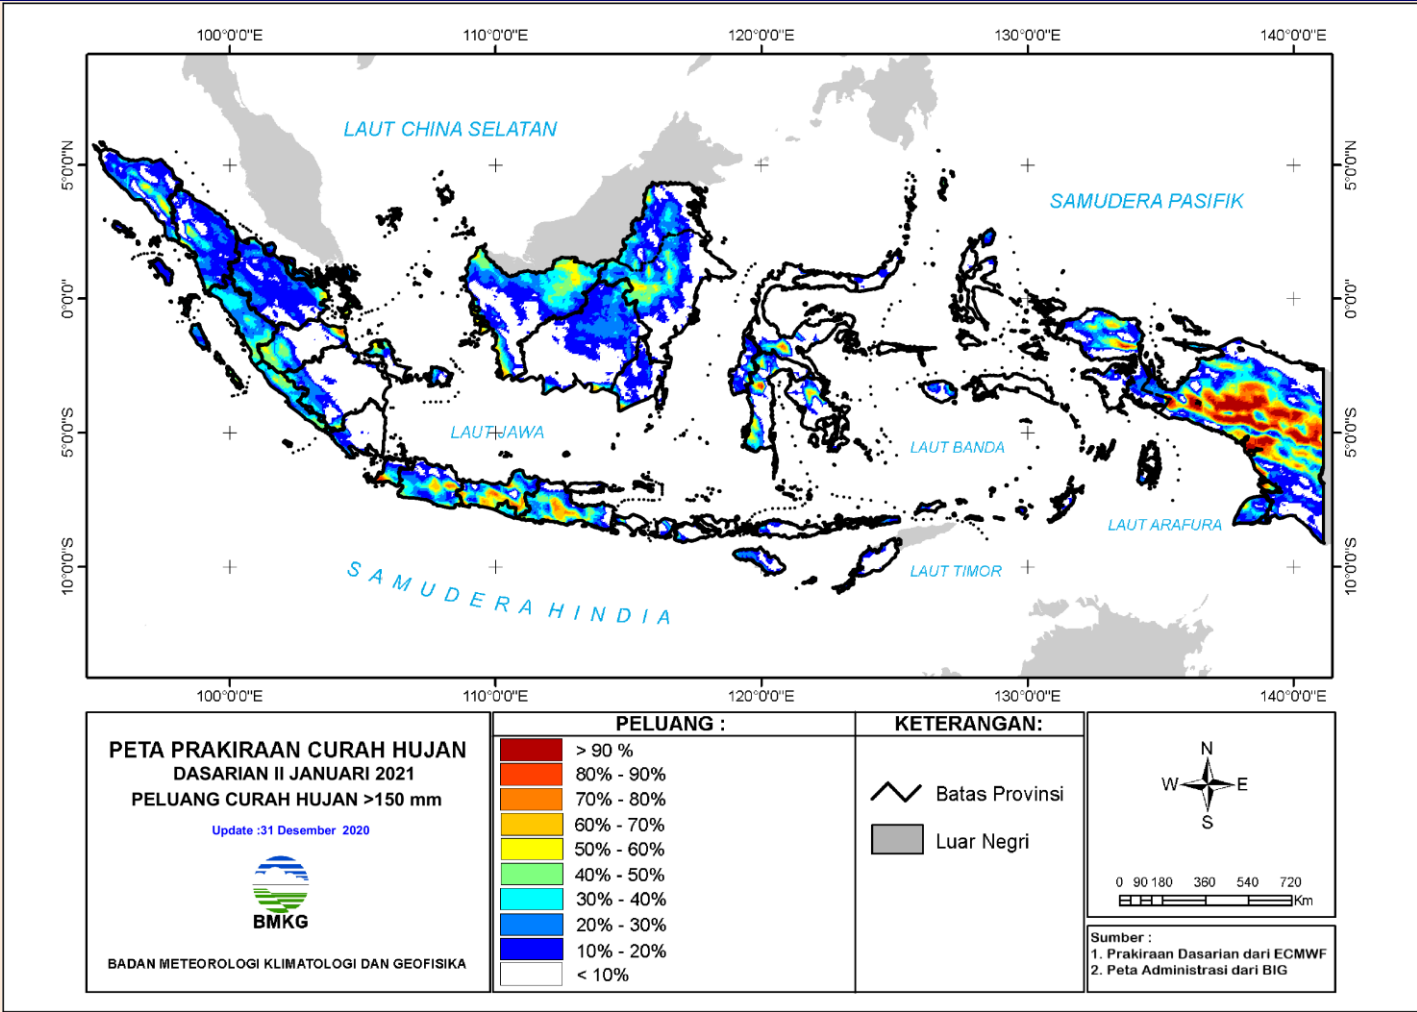 100°0'0"E 110°0'0"E 120°0'0"E 130°0'0"E 140°0'0"E
5°0'0"N 5°0'0"N
0°0'0" 0°0'0"
5°0'0"S 5°0'0"S
10°0'0"S 10°0'0"S
LAUT CHINA SELATAN
SAMUDERA PASIFIK
LAUT JAWA
LAUT BANDA
LAUT ARAFURA
LAUT TIMOR
SAMUDERA HINDIA
100°0'0"E 110°0'0"E 120°0'0"E 130°0'0"E 140°0'0"E
PETA PRAKIRAAN CURAH HUJAN
DASARIAN II JANUARI 2021
PELUANG CURAH HUJAN >150 mm
Update :31 Desember 2020
BMKG
BADAN METEOROLOGI KLIMATOLOGI DAN GEOFISIKA
PELUANG :
> 90 %
80% - 90%
70% - 80%
60% - 70%
50% - 60%
40% - 50%
30% - 40%
20% - 30%
10% - 20%
< 10%
KETERANGAN:
Batas Provinsi
Luar Negri
N
W E
S
0 90 180 360 540 720
Km
Sumber :
1. Prakiraan Dasarian dari ECMWF
2. Peta Administrasi dari BIG